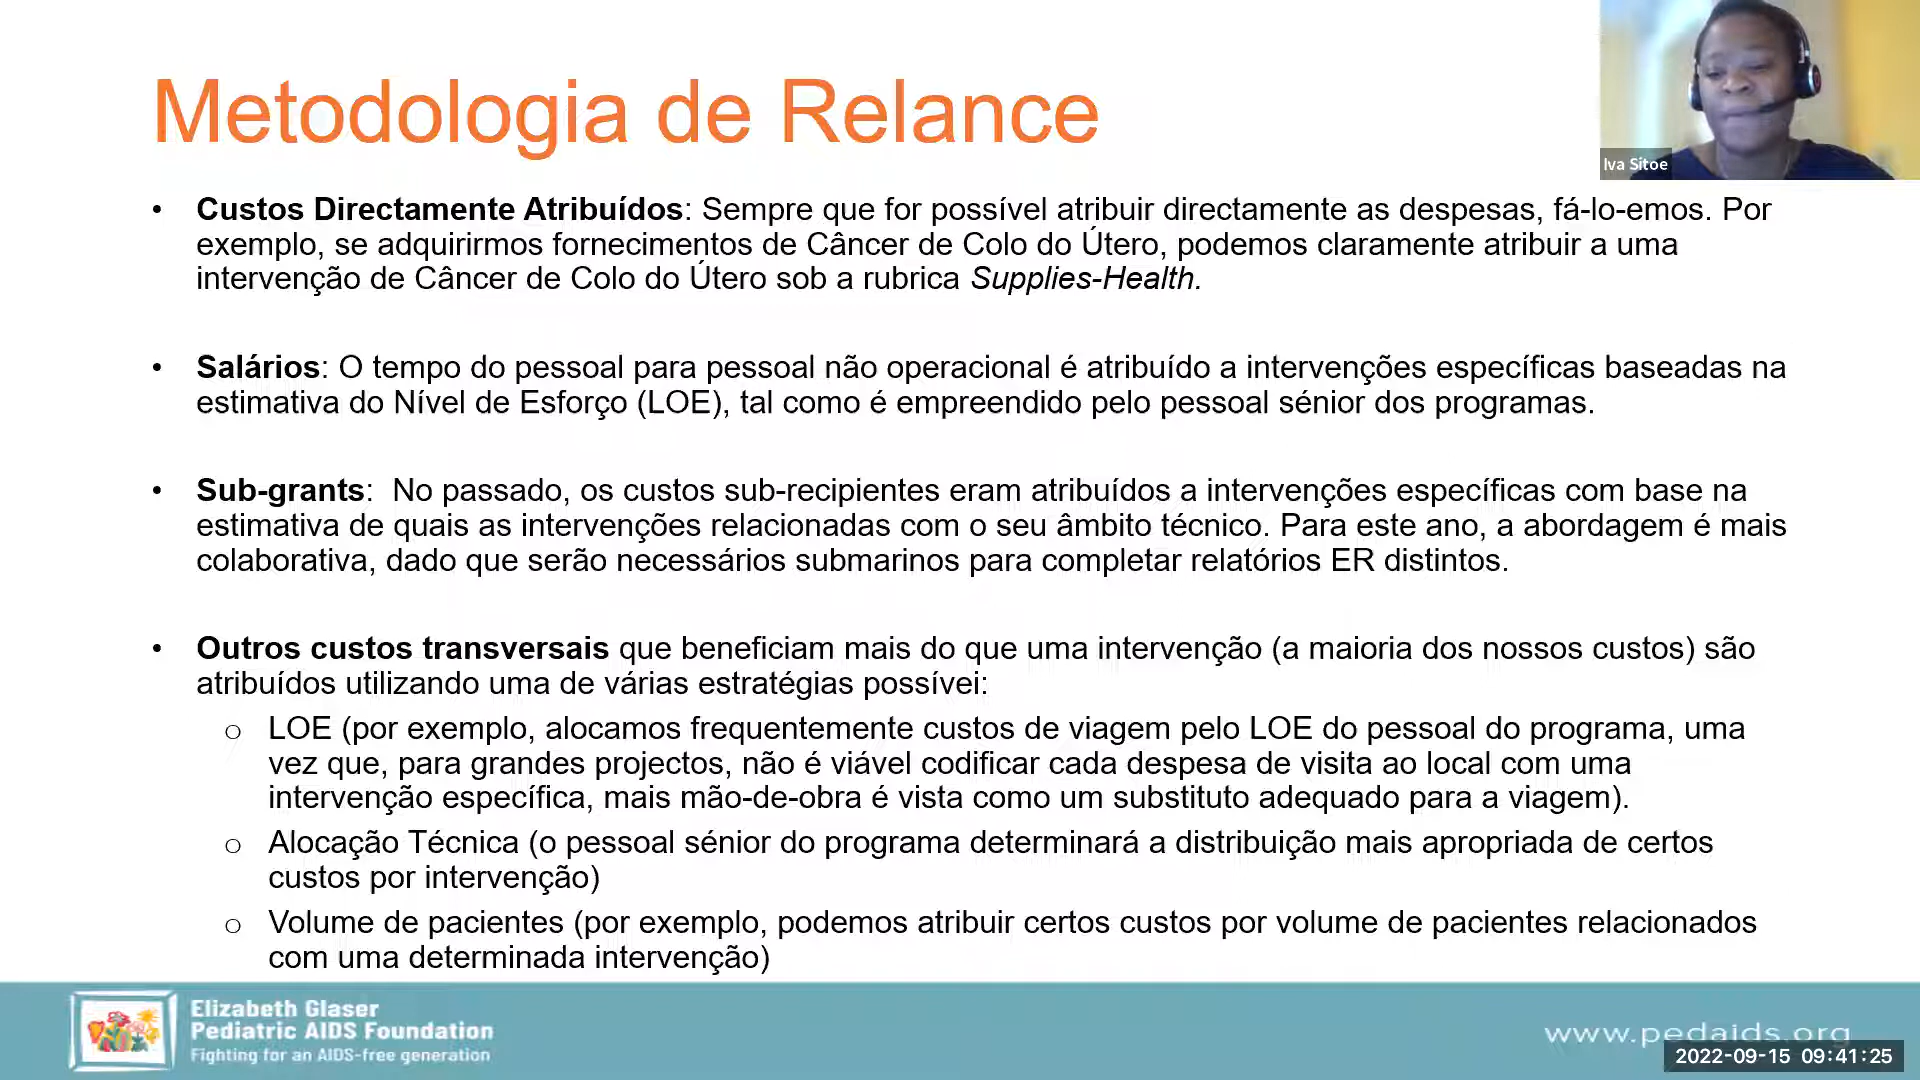 Metodologia de Relance
Iva Sitoe
• Custos Directamente Atribuídos: Sempre que for possível atribuir directamente as despesas, fá-lo-emos. Por
exemplo, se adquirirmos fornecimentos de Câncer de Colo do Útero, podemos claramente atribuir a uma
intervenção de Câncer de Colo do Útero sob a rubrica Supplies-Health.
• Salários: O tempo do pessoal para pessoal não operacional é atribuído a intervenções específicas baseadas na
estimativa do Nível de Esforço (LOE), tal como é empreendido pelo pessoal sénior dos programas.
• Sub-grants: No passado, os custos sub-recipientes eram atribuídos a intervenções específicas com base na
estimativa de quais as intervenções relacionadas com o seu âmbito técnico. Para este ano, a abordagem é mais
colaborativa, dado que serão necessários submarinos para completar relatórios ER distintos.
• Outros custos transversais que beneficiam mais do que uma intervenção (a maioria dos nossos custos) são
atribuídos utilizando uma de várias estratégias possívei:
o LOE (por exemplo, alocamos frequentemente custos de viagem pelo LOE do pessoal do programa, uma
vez que, para grandes projectos, não é viável codificar cada despesa de visita ao local com uma
intervenção específica, mais mão-de-obra é vista como um substituto adequado para a viagem).
o Alocação Técnica (o pessoal sénior do programa determinará a distribuição mais apropriada de certos
custos por intervenção)
o Volume de pacientes (por exemplo, podemos atribuir certos custos por volume de pacientes relacionados
com uma determinada intervenção)
Elizabeth Glaser
Pediatric AIDS Foundation
Fighting for an AIDS-free generation
www.pedaids.org
2022-09-15 09:41:25